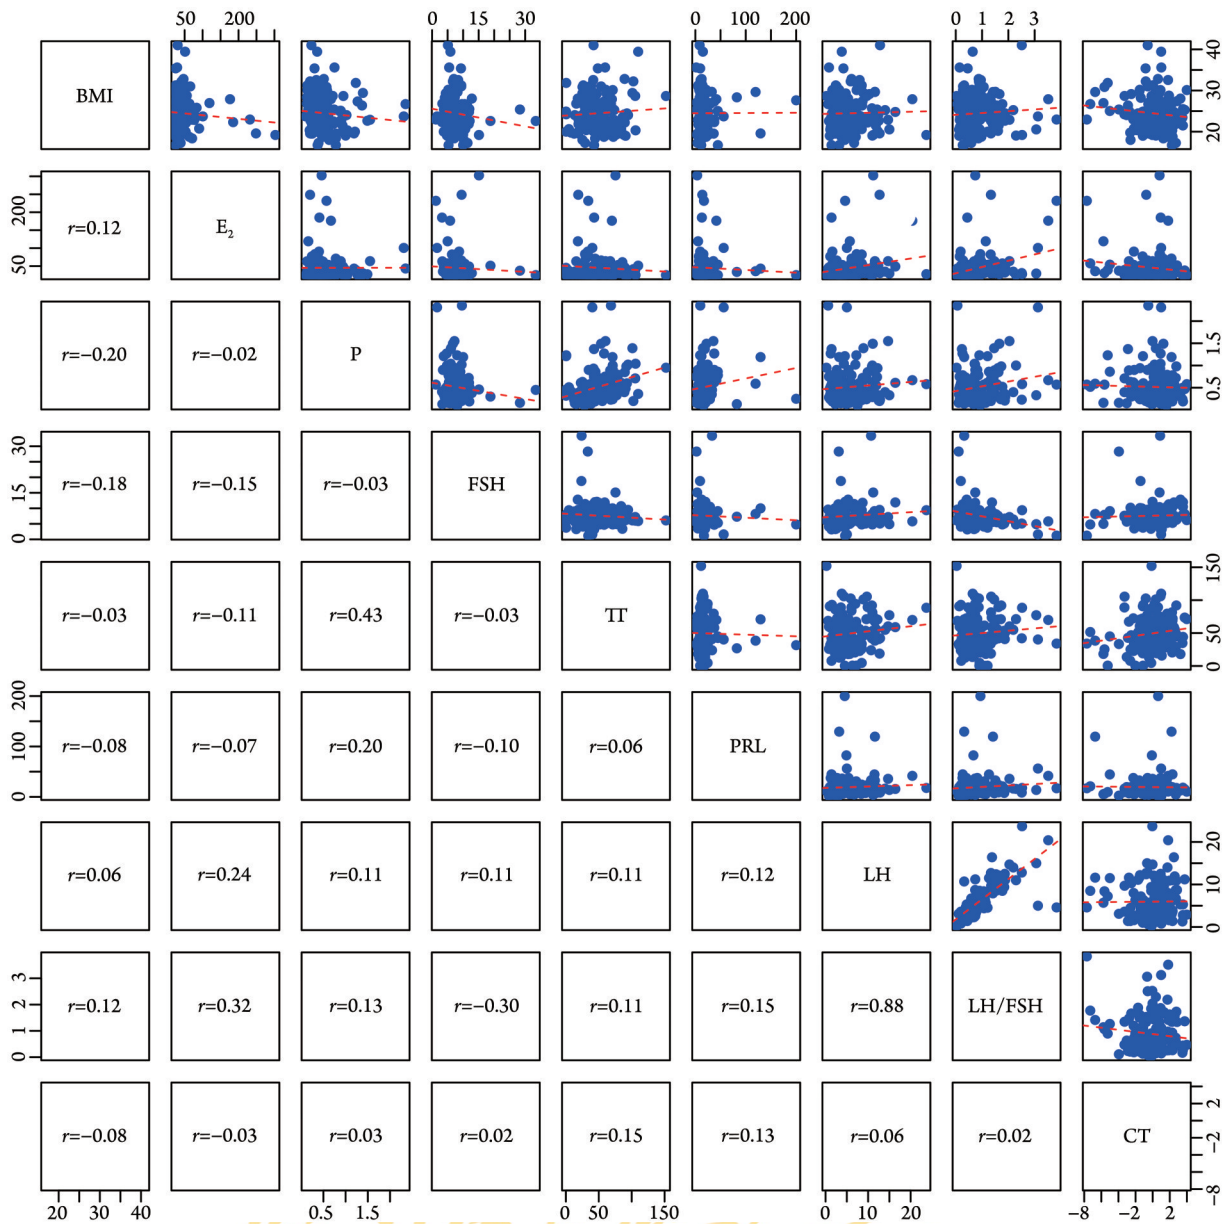 50 200 0 15 30 0 100 200 0 1 2 3
BMI 20 30 40
50 200 r=0.12 E2
r=−0.20 r=−0.02 P 0.5 1.5
0 15 30 r=−0.18 r=−0.15 r=−0.03 FSH
r=−0.03 r=−0.11 r=0.43 r=−0.03 TT 0 50 150
0 100 200 r=−0.08 r=−0.07 r=0.20 r=−0.10 r=0.06 PRL
r=0.06 r=0.24 r=0.11 r=0.11 r=0.11 r=0.12 LH 0 10 20
0 1 2 3 r=0.12 r=0.32 r=0.13 r=−0.30 r=0.11 r=0.15 r=0.88 LH/FSH
r=−0.08 r=−0.03 r=0.03 r=0.02 r=0.15 r=0.13 r=0.06 r=0.02 CT −8 −2 2
20 30 40 0.5 1.5 0 50 150 0 10 20 −8 −2 2